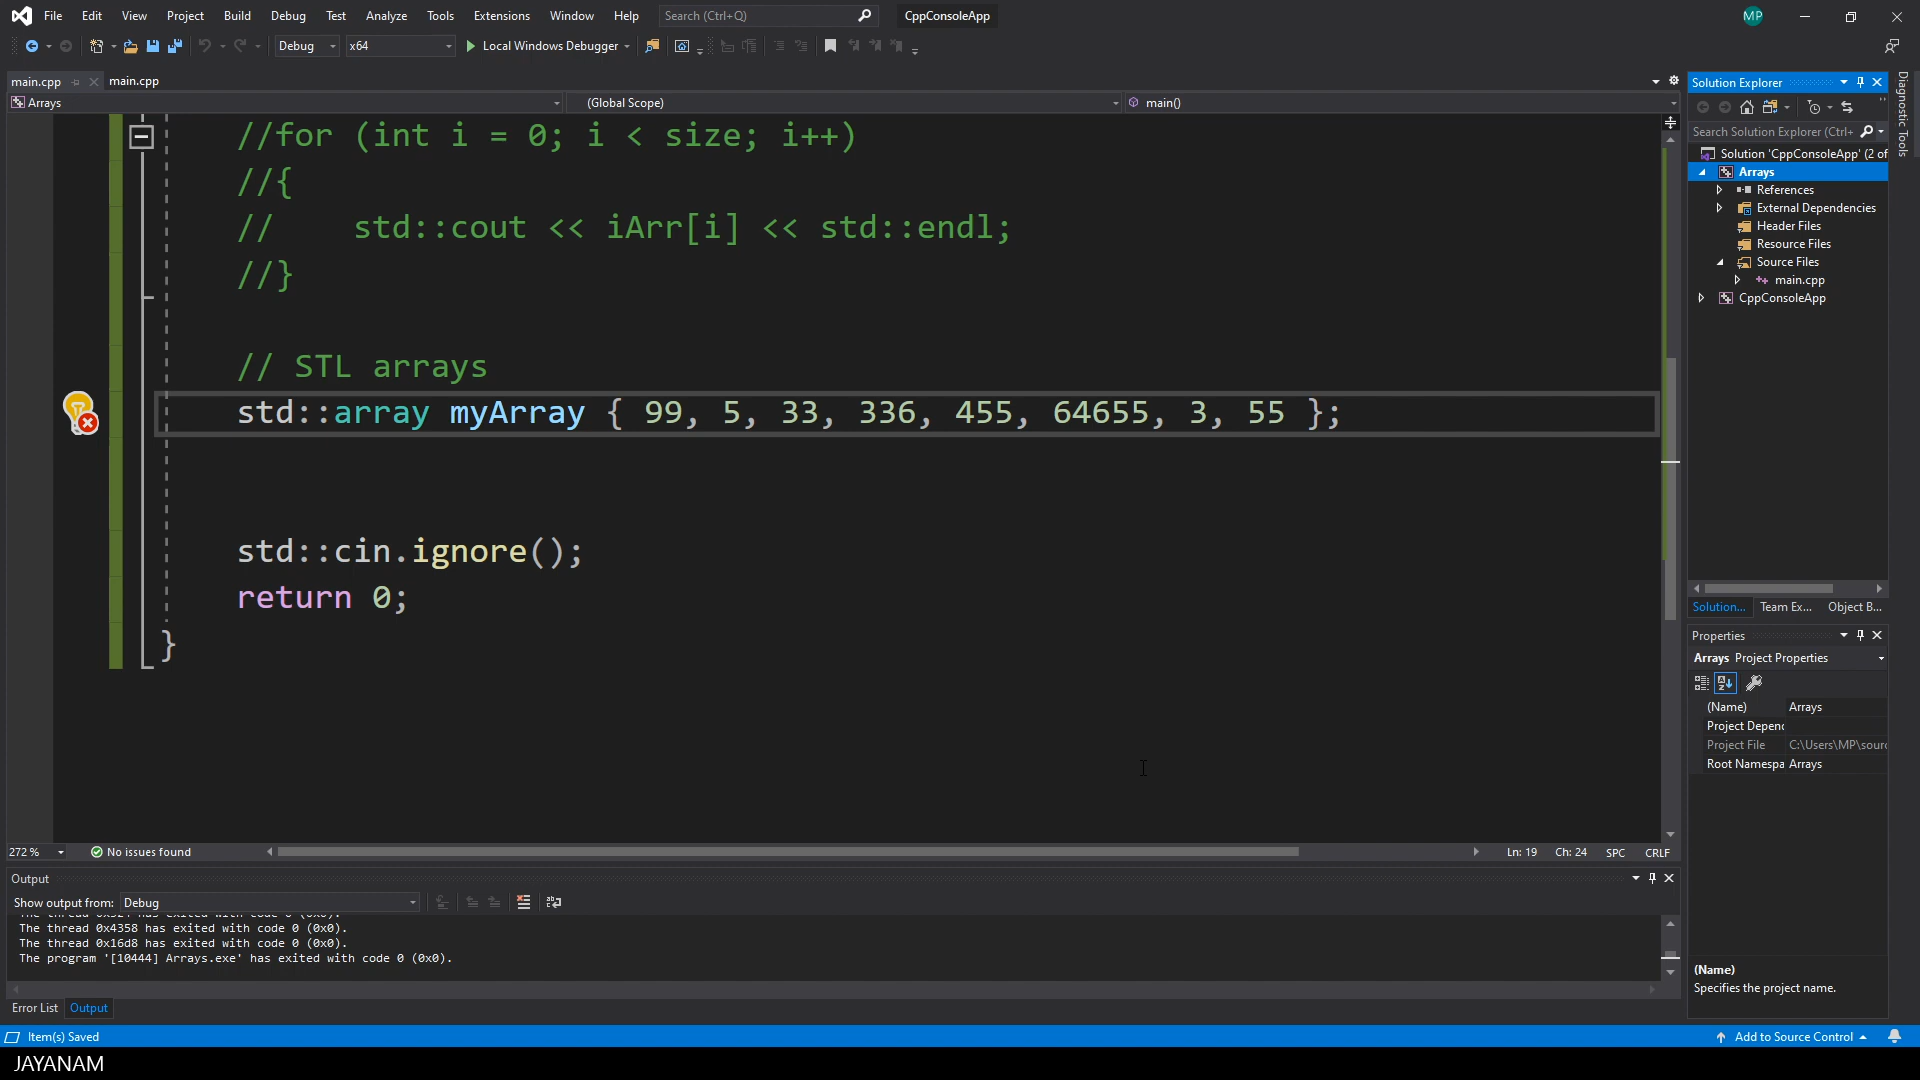 File Edit View Project Build Debug Test Analyze Tools Extensions Window Help Search (Ctrl+Q) CppConsoleApp MP
Debug x64 Local Windows Debugger
main.cpp main.cpp
Arrays (Global Scope) main()
//for (int i = 0; i < size; i++)
//{
// std::cout << iArr[i] << std::endl;
//}
// STL arrays
std::array myArray { 99, 5, 33, 336, 455, 64655, 3, 55 };
std::cin.ignore();
return 0;
}
272 % No issues found Ln: 19 Ch: 24 SPC CRLF
Output
Show output from: Debug
The thread 0x4358 has exited with code 0 (0x0).
The thread 0x16d8 has exited with code 0 (0x0).
The program '[10444] Arrays.exe' has exited with code 0 (0x0).
Error List Output
Item(s) Saved Add to Source Control
JAYANAM
Solution Explorer
Search Solution Explorer (Ctrl+
Solution 'CppConsoleApp' (2 of
Arrays
References
External Dependencies
Header Files
Resource Files
Source Files
main.cpp
CppConsoleApp
Solution... Team Ex... Object B...
Properties
Arrays Project Properties
(Name) Arrays
Project Depend
Project File C:\Users\MP\sour
Root Namespa Arrays
(Name)
Specifies the project name.
Diagnostic Tools